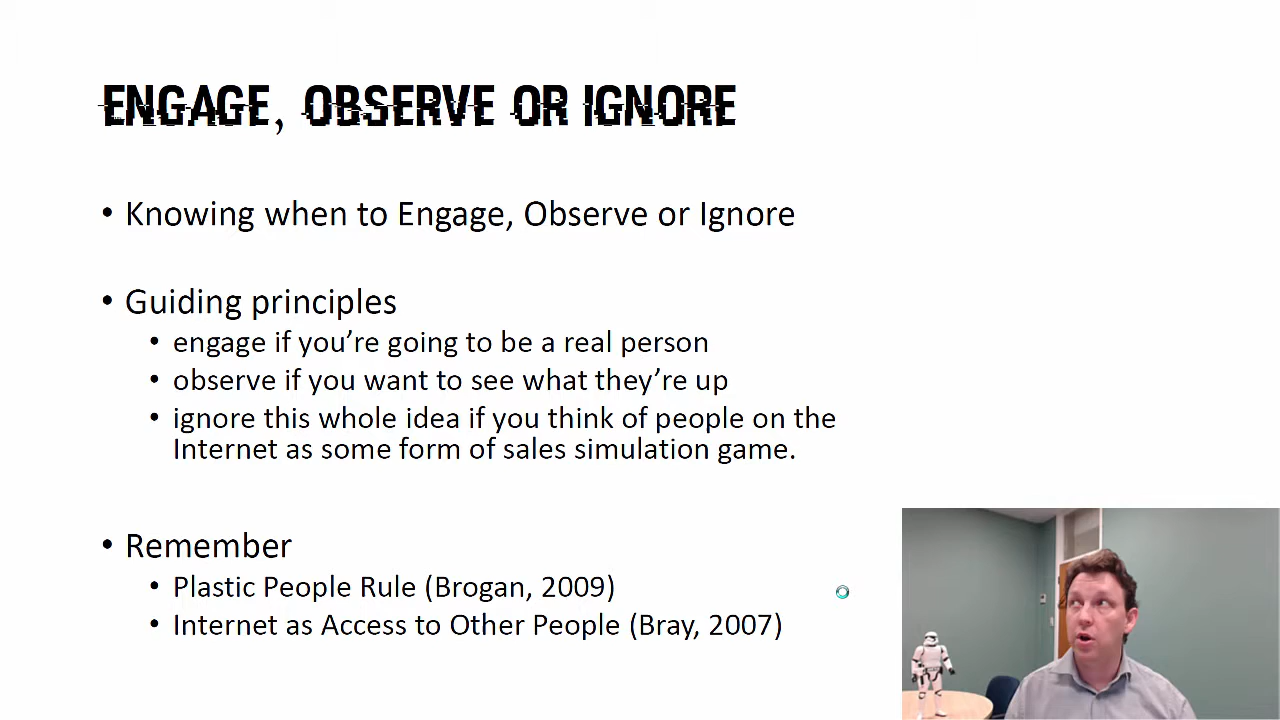 ENGAGE, OBSERVE OR IGNORE
• Knowing when to Engage, Observe or Ignore
• Guiding principles
• engage if you’re going to be a real person
• observe if you want to see what they’re up
• ignore this whole idea if you think of people on the
Internet as some form of sales simulation game.
• Remember
• Plastic People Rule (Brogan, 2009)
• Internet as Access to Other People (Bray, 2007)